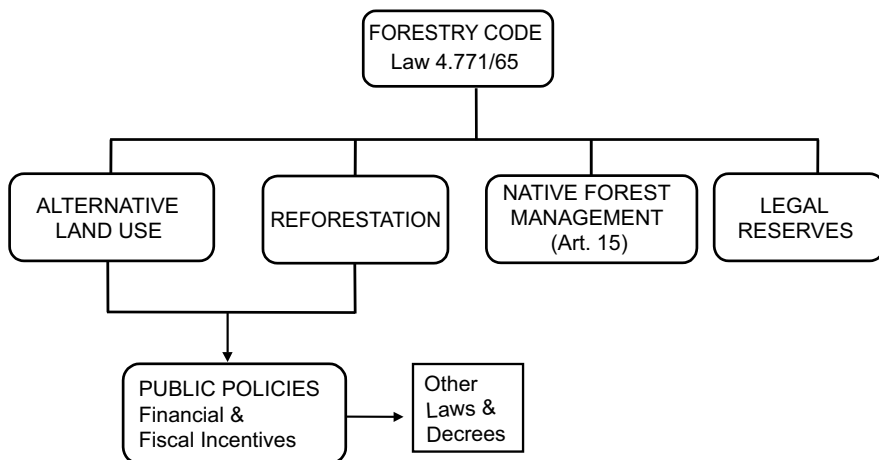 FORESTRY CODE
Law 4.771/65
ALTERNATIVE
LAND USE
REFORESTATION
NATIVE FOREST
MANAGEMENT
(Art. 15)
LEGAL
RESERVES
PUBLIC POLICIES
Financial &
Fiscal Incentives
Other
Laws &
Decrees